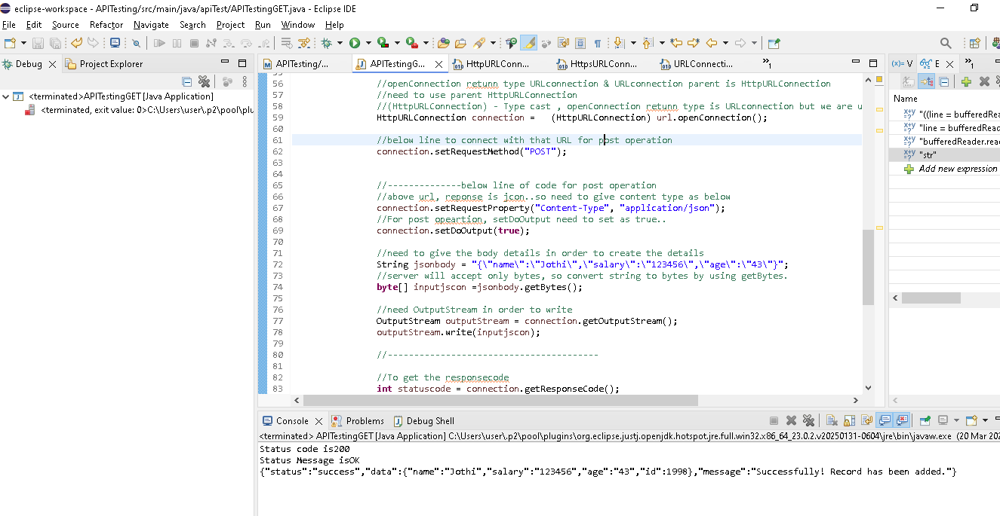 eclipse-workspace - APITesting/src/main/java/apiTest/APITestingGET.java - Eclipse IDE
File Edit Source Refactor Navigate Search Project Run Window Help
Debug Project Explorer
APITesting/... APITestingG... HttpURLConn... HttpsURLConn... URLConnecti... »1
(x)= V E »1
<terminated>APITestingGET [Java Application]
<terminated, exit value: 0>C:\Users\user\.p2\pool\plu
56 //openConnection retunn type URLconnection & URLconnection parent is HttpURLConnection
57 //need to use parent HttpURLConnection
58 //(HttpURLConnection) - Type cast , openConnection retunn type is URLconnection but we are u
59 HttpURLConnection connection = (HttpURLConnection) url.openConnection();
60
61 //below line to connect with that URL for post operation
62 connection.setRequestMethod("POST");
63
64
65 //--------------below line of code for post operation
66 //above url, reponse is jcon..so need to give content type as below
67 connection.setRequestProperty("Content-Type", "application/json");
68 //For post opeartion, setDoOutput need to set as true..
69 connection.setDoOutput(true);
70
71 //need to give the body details in order to create the details
72 String jsonbody = "{\"name\":\"Jothi\",\"salary\":\"123456\",\"age\":\"43\"}";
73 //server will accept only bytes, so convert string to bytes by using getBytes.
74 byte[] inputjscon =jsonbody.getBytes();
75
76 //need OutputStream in order to write
77 OutputStream outputStream = connection.getOutputStream();
78 outputStream.write(inputjscon);
79
80 //----------------------------------------
81
82 //To get the responsecode
83 int statuscode = connection.getResponseCode();
Name
"((line = bufferedRea
"line = bufferedRead
"bufferedReader.rea
"str"
Add new expression
Console Problems Debug Shell
<terminated> APITestingGET [Java Application] C:\Users\user\.p2\pool\plugins\org.eclipse.justj.openjdk.hotspot.jre.full.win32.x86_64_23.0.2.v20250131-0604\jre\bin\javaw.exe (20 Mar 202
Status code is200
Status Message isOK
{"status":"success","data":{"name":"Jothi","salary":"123456","age":"43","id":1998},"message":"Successfully! Record has been added."}